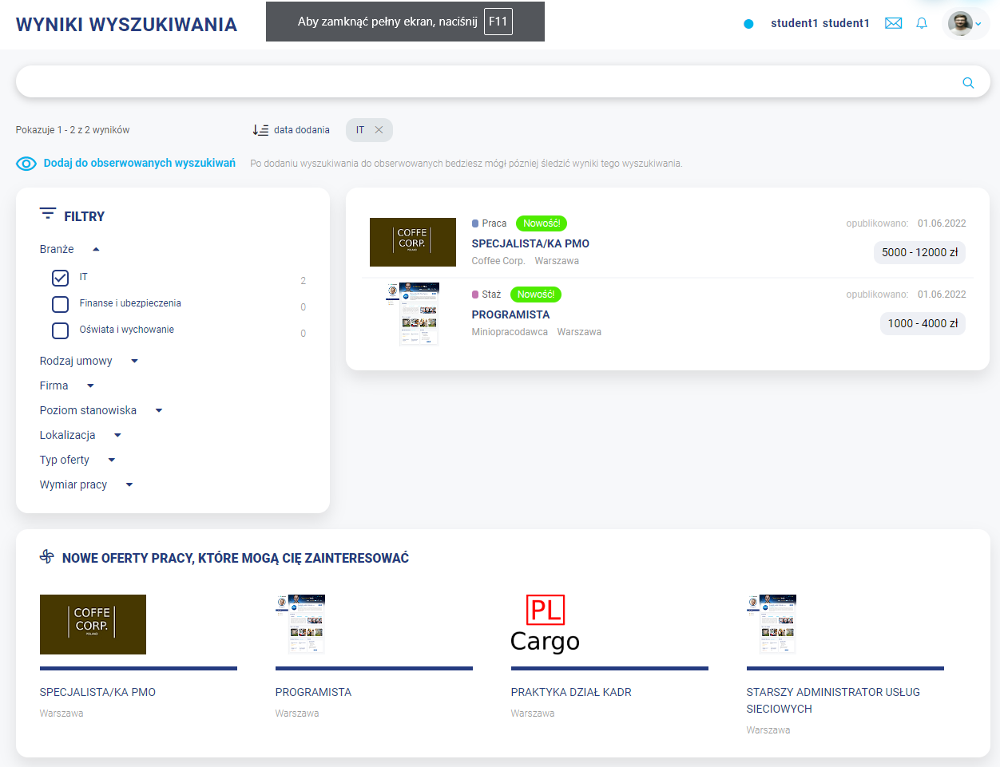 WYNIKI WYSZUKIWANIA
Aby zamknąć pełny ekran, naciśnij F11
student1 student1
Pokazuje 1 - 2 z 2 wyników
data dodania
IT
Dodaj do obserwowanych wyszukiwań
Po dodaniu wyszukiwania do obserwowanych bedziesz mógł pózniej śledzić wyniki tego wyszukiwania.
FILTRY
Branże
IT 2
Finanse i ubezpieczenia 0
Oświata i wychowanie 0
Rodzaj umowy
Firma
Poziom stanowiska
Lokalizacja
Typ oferty
Wymiar pracy
COFFE
CORP.
POLAND
Praca Nowość! opublikowano: 01.06.2022
SPECJALISTA/KA PMO
5000 - 12000 zł
Coffee Corp. Warszawa
Staż Nowość! opublikowano: 01.06.2022
PROGRAMISTA
1000 - 4000 zł
Miniopracodawca Warszawa
NOWE OFERTY PRACY, KTÓRE MOGĄ CIĘ ZAINTERESOWAĆ
COFFE
CORP.
POLAND
SPECJALISTA/KA PMO
Warszawa
PROGRAMISTA
Warszawa
PL
Cargo
PRAKTYKA DZIAŁ KADR
Warszawa
STARSZY ADMINISTRATOR USŁUG
SIECIOWYCH
Warszawa